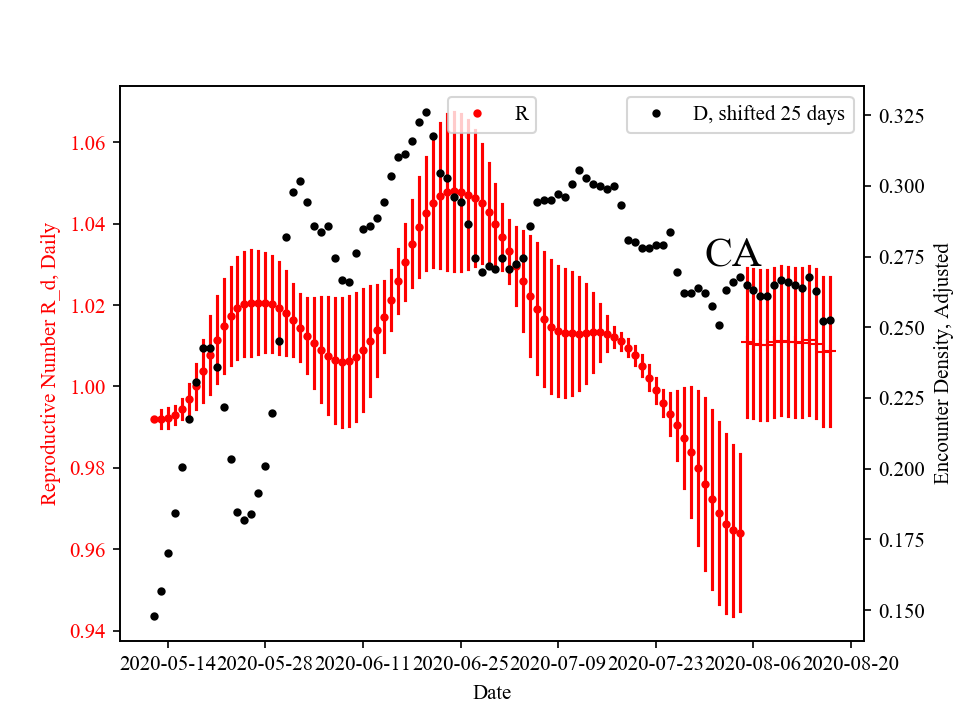 R
D, shifted 25 days
CA
Reproductive Number R_d, Daily
1.06
1.04
1.02
1.00
0.98
0.96
0.94
Encounter Density, Adjusted
0.325
0.300
0.275
0.250
0.225
0.200
0.175
0.150
2020-05-14 2020-05-28 2020-06-11 2020-06-25 2020-07-09 2020-07-23 2020-08-06 2020-08-20
Date